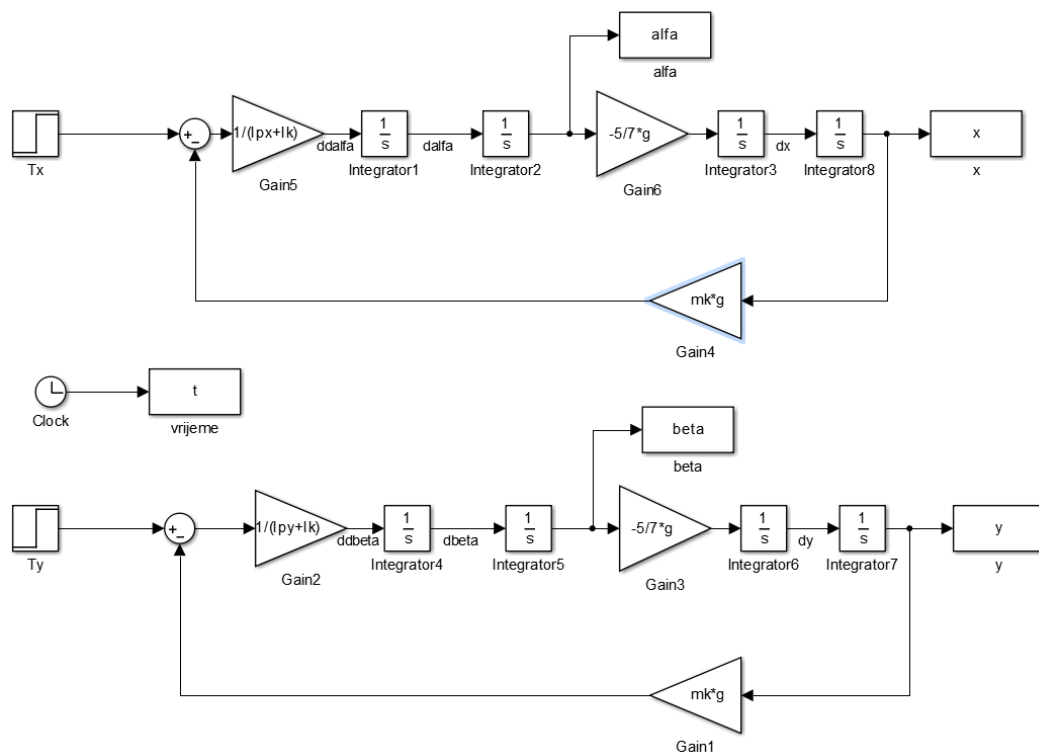 alfa
alfa
Tx
+
−
1/(Ipx+Ik)
Gain5
ddalfa
1
s
Integrator1
dalfa
1
s
Integrator2
-5/7*g
Gain6
1
s
Integrator3
dx
1
s
Integrator8
x
x
mk*g
Gain4
Clock
t
vrijeme
beta
beta
Ty
+
−
1/(Ipy+Ik)
Gain2
ddbeta
1
s
Integrator4
dbeta
1
s
Integrator5
-5/7*g
Gain3
1
s
Integrator6
dy
1
s
Integrator7
y
y
mk*g
Gain1